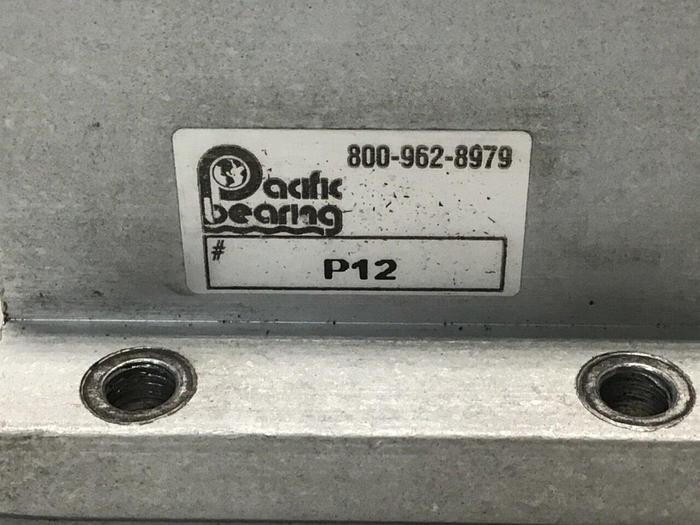 800-962-8979
Pacific
bearing
#
P12